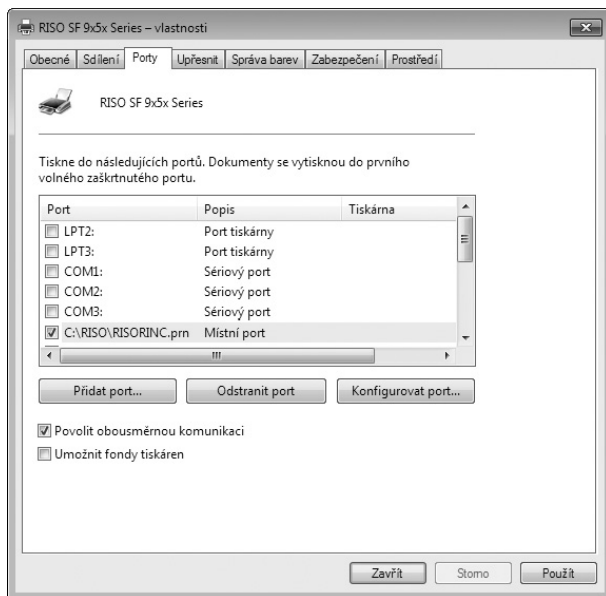 RISO SF 9x5x Series – vlastnosti
Obecné Sdílení Porty Upřesnit Správa barev Zabezpečení Prostředí
RISO SF 9x5x Series
Tiskne do následujících portů. Dokumenty se vytisknou do prvního
volného zaškrtnutého portu.
Port Popis Tiskárna
LPT2: Port tiskárny
LPT3: Port tiskárny
COM1: Sériový port
COM2: Sériový port
COM3: Sériový port
C:\RISO\RISORINC.prn Místní port
Přidat port... Odstranit port Konfigurovat port...
Povolit obousměrnou komunikaci
Umožnit fondy tiskáren
Zavřít Storno Použít